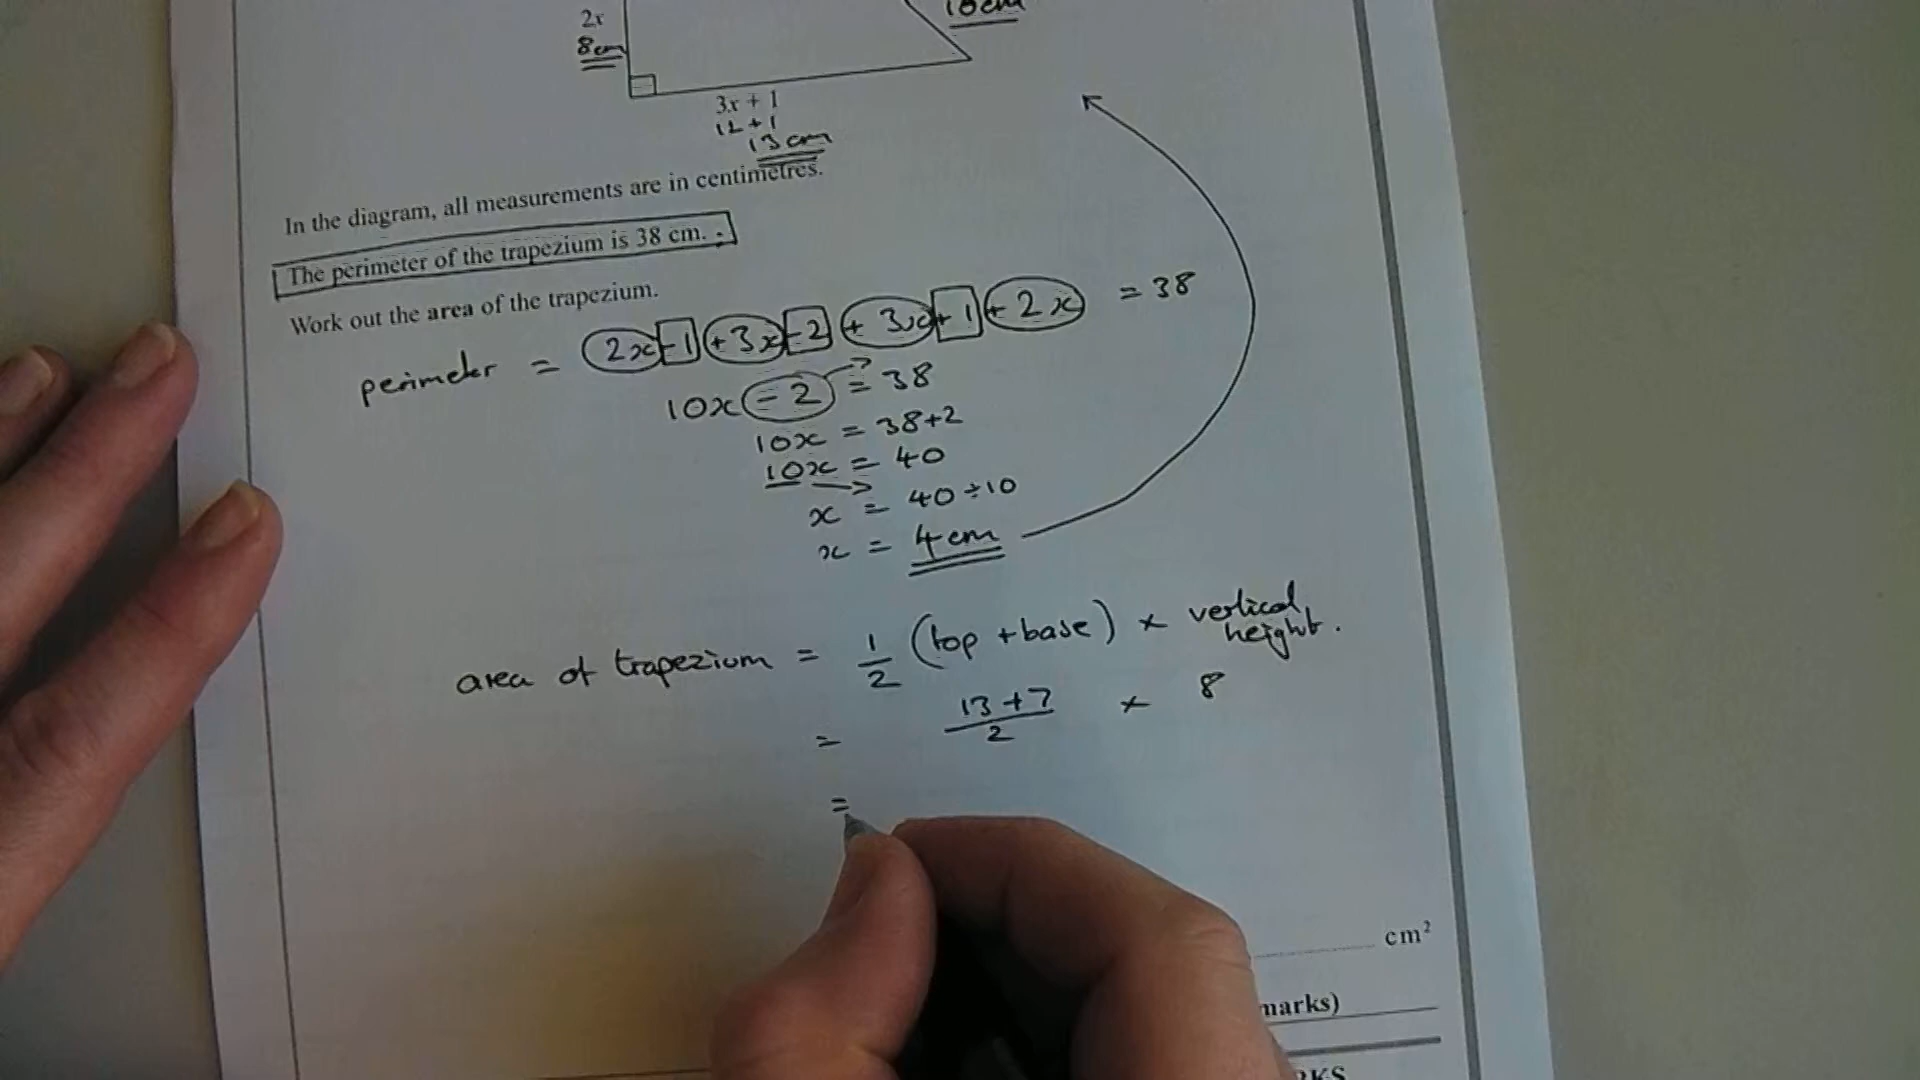 2x
10cm
8cm
3x + 1
12 + 1
13cm
In the diagram, all measurements are in centimetres.
The perimeter of the trapezium is 38 cm.
Work out the area of the trapezium.
perimeter = 2x-1+3x-2+3x+1+2x = 38
10x - 2 = 38
10x = 38+2
10x = 40
x = 40÷10
x = 4cm
area of trapezium = 1/2 (top + base) × vertical height.
= 13+7/2 × 8
=
cm²
marks)